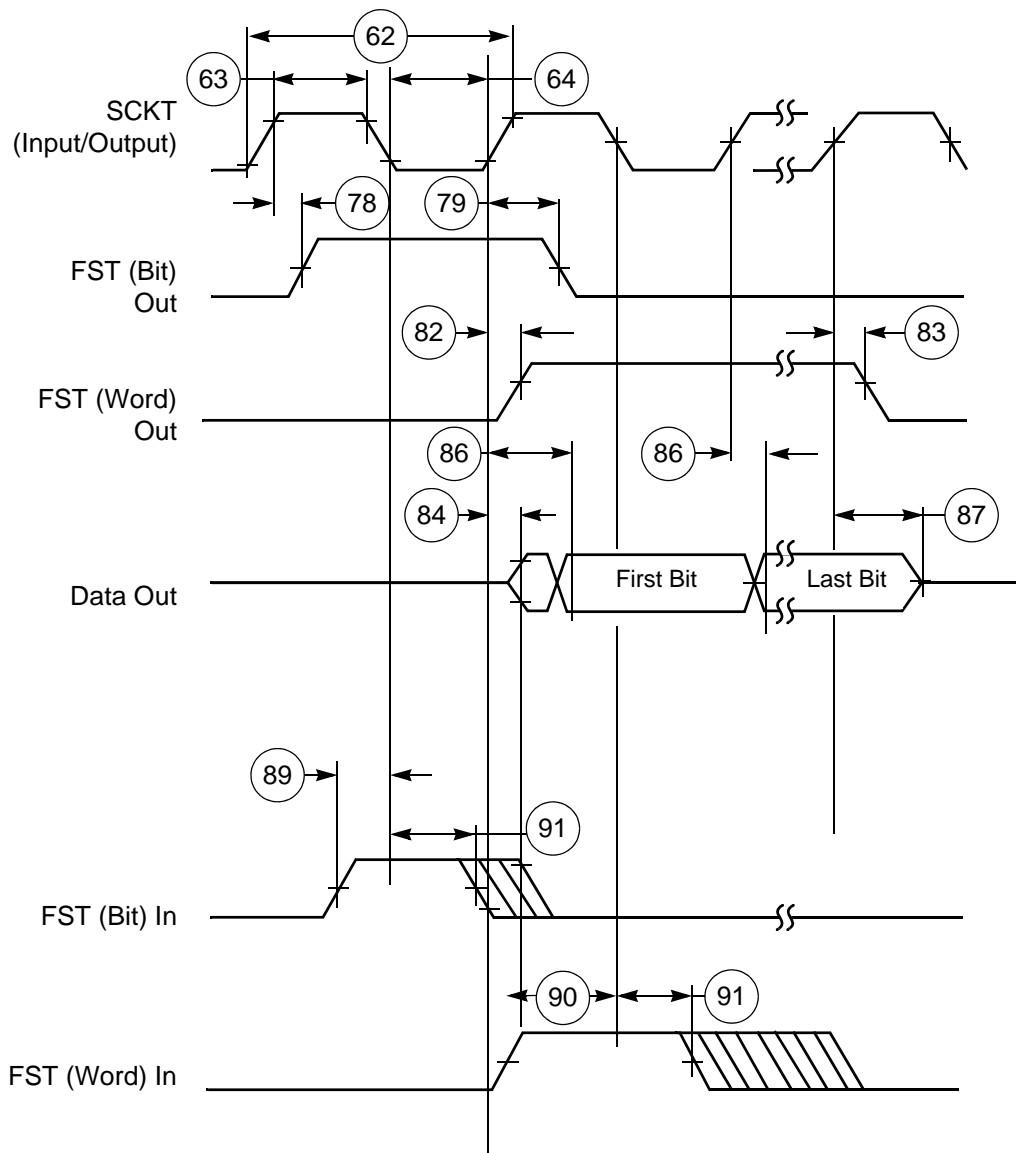 62
63
64
SCKT
(Input/Output)
78
79
FST (Bit)
Out
82
83
FST (Word)
Out
86
86
84
87
First Bit
Last Bit
Data Out
89
91
FST (Bit) In
90
91
FST (Word) In